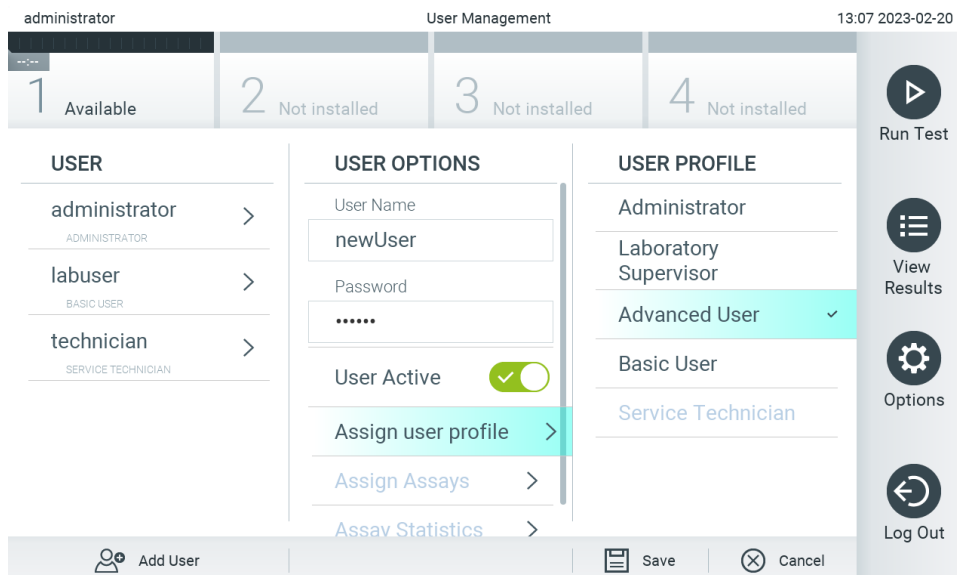 administrator
User Management
13:07 2023-02-20
--:--
1 Available
2 Not installed
3 Not installed
4 Not installed
Run Test
View
Results
Options
Log Out
USER
administrator
ADMINISTRATOR
labuser
BASIC USER
technician
SERVICE TECHNICIAN
USER OPTIONS
User Name
newUser
Password
••••••
User Active
Assign user profile
Assign Assays
Assay Statistics
USER PROFILE
Administrator
Laboratory
Supervisor
Advanced User
Basic User
Service Technician
Add User
Save
Cancel